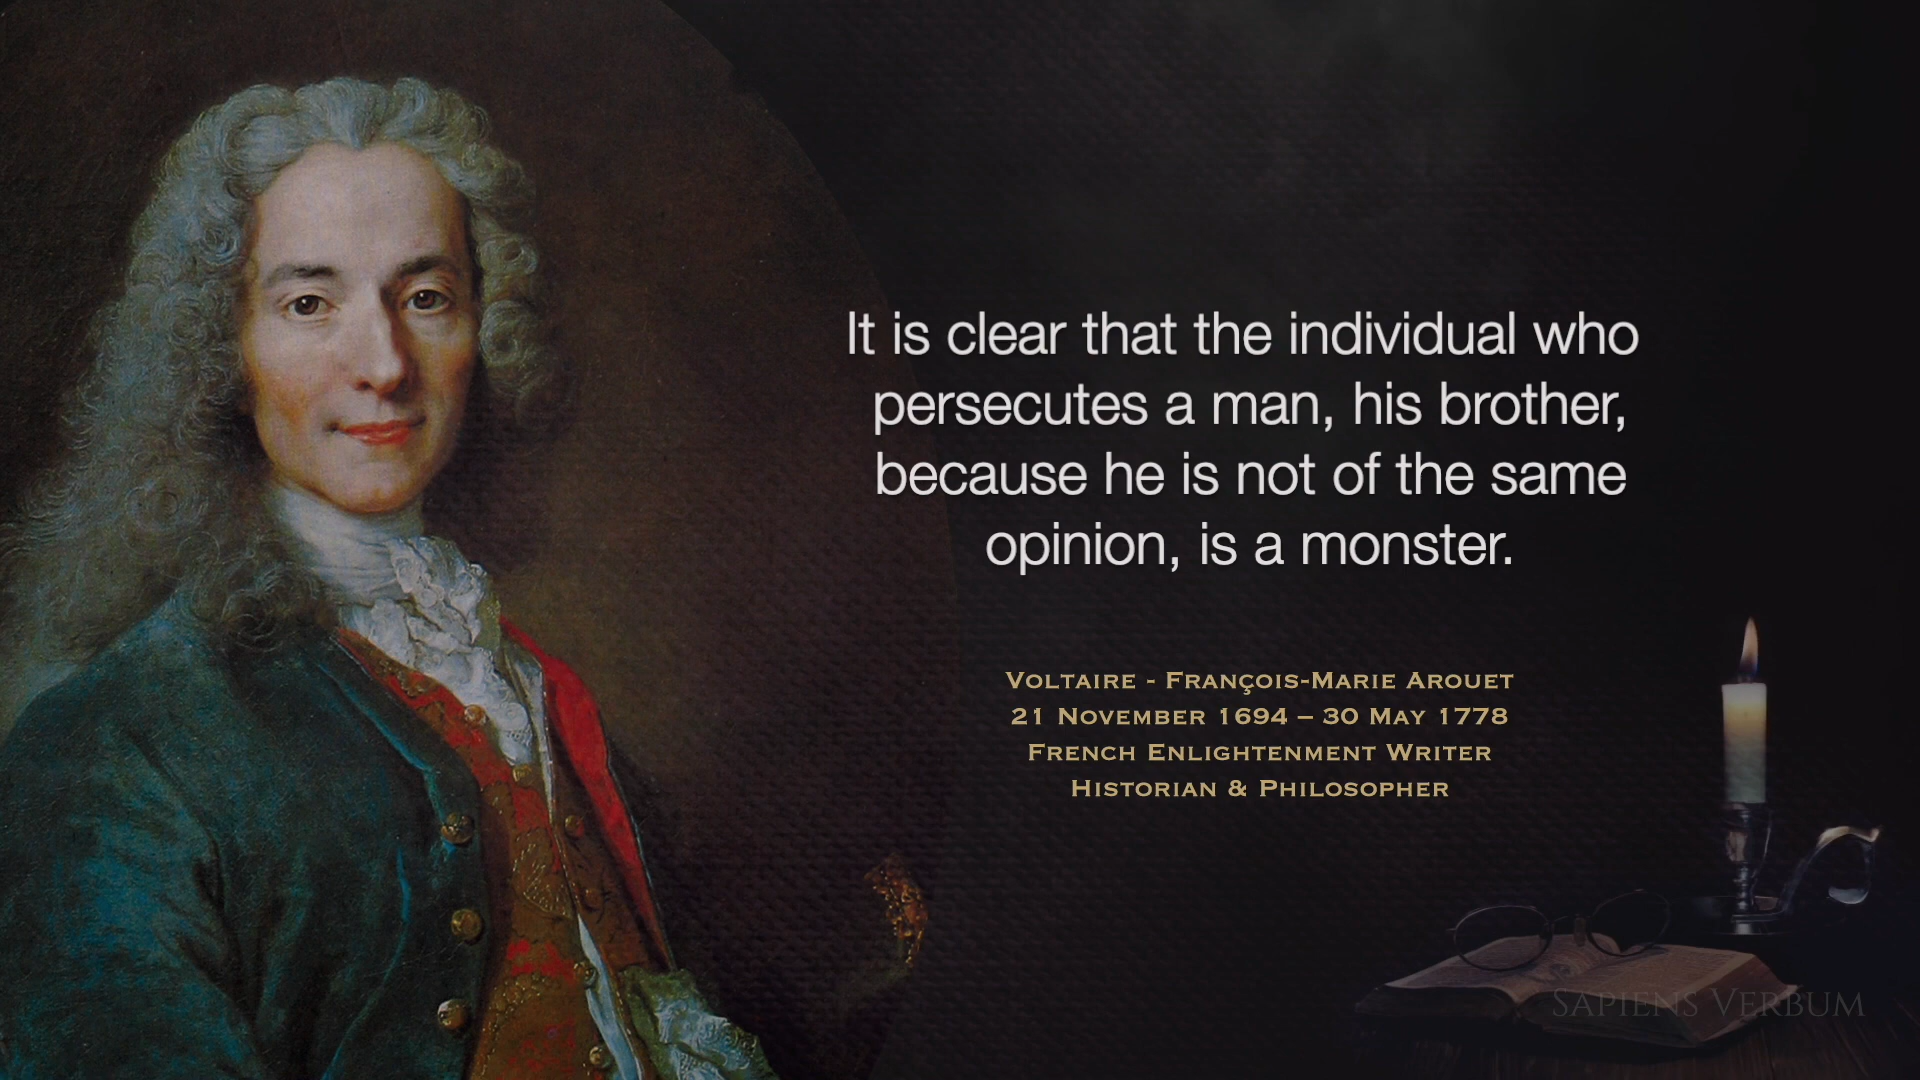 It is clear that the individual who
persecutes a man, his brother,
because he is not of the same
opinion, is a monster.
Voltaire - François-Marie Arouet
21 November 1694 – 30 May 1778
French Enlightenment Writer
Historian & Philosopher
Sapiens Verbum